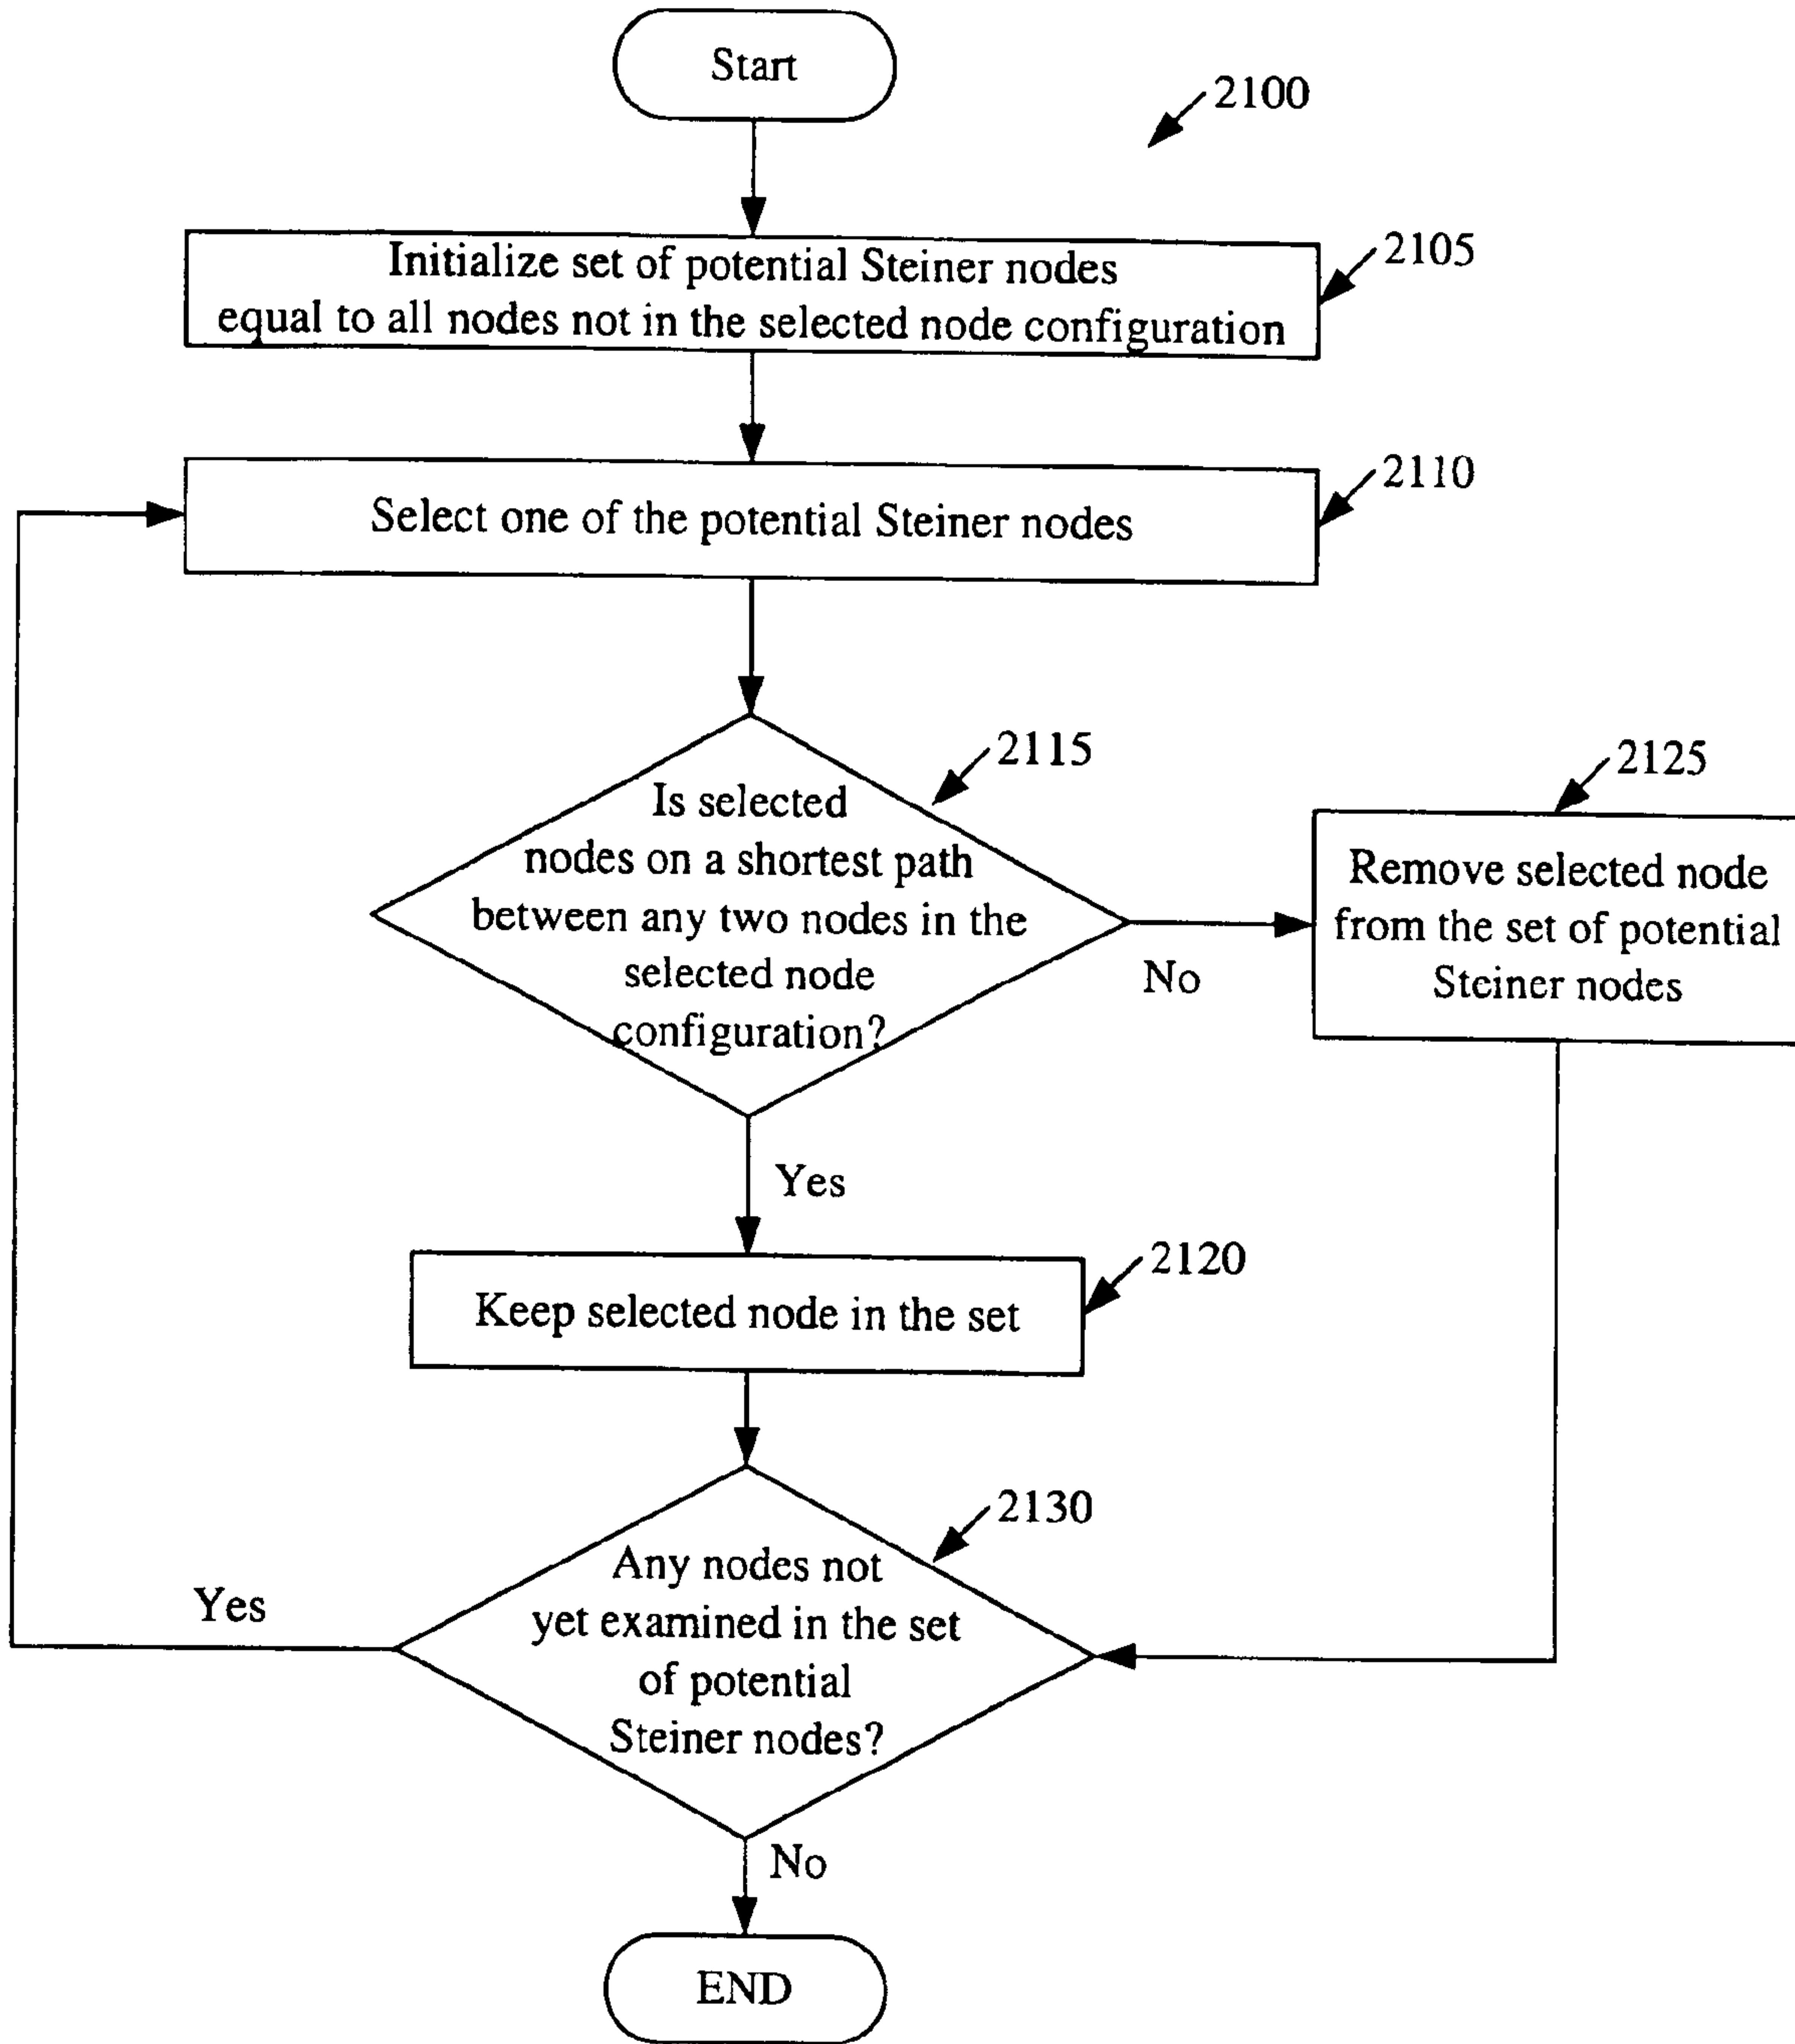 Start
2100
Initialize set of potential Steiner nodes
equal to all nodes not in the selected node configuration
2105
Select one of the potential Steiner nodes
2110
Is selected
nodes on a shortest path
between any two nodes in the
selected node
configuration?
2115
No
2125
Remove selected node
from the set of potential
Steiner nodes
Yes
Keep selected node in the set
2120
Any nodes not
yet examined in the set
of potential
Steiner nodes?
2130
Yes
No
END